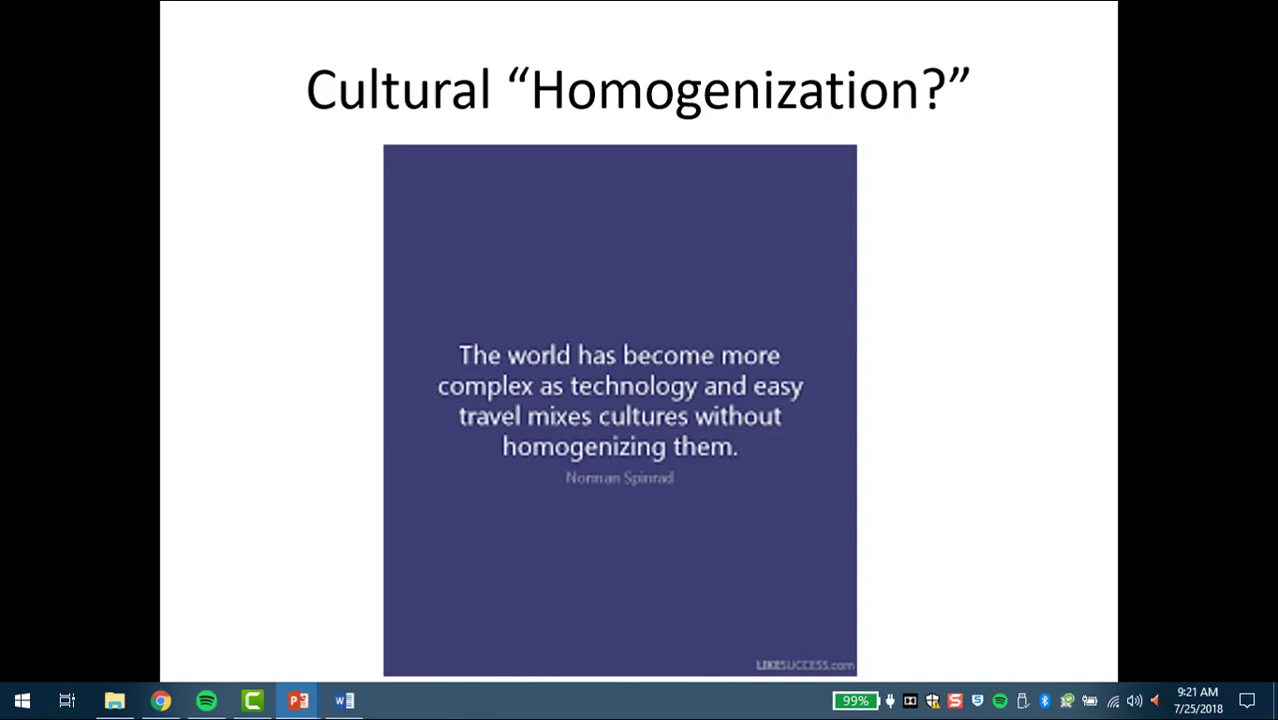 Cultural “Homogenization?”
The world has become more
complex as technology and easy
travel mixes cultures without
homogenizing them.
Norman Spinrad
LIKESUCCESS.com
99%
9:21 AM
7/25/2018